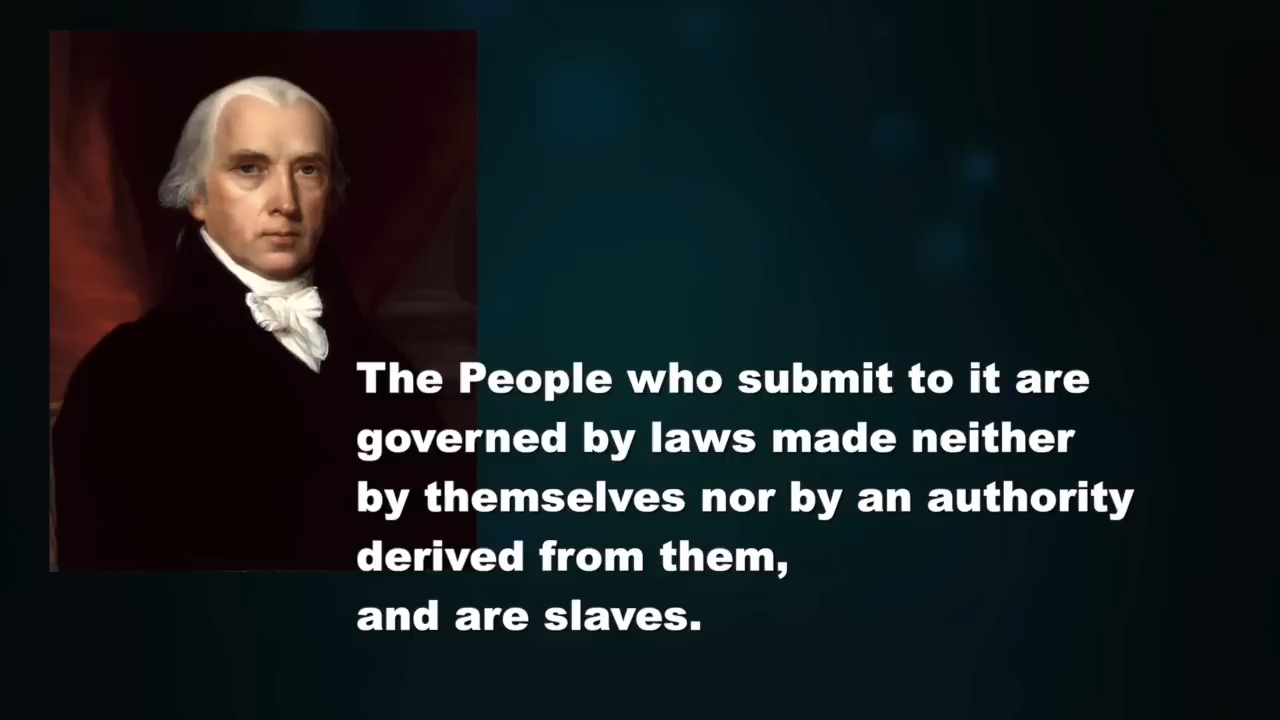 The People who submit to it are
governed by laws made neither
by themselves nor by an authority
derived from them,
and are slaves.